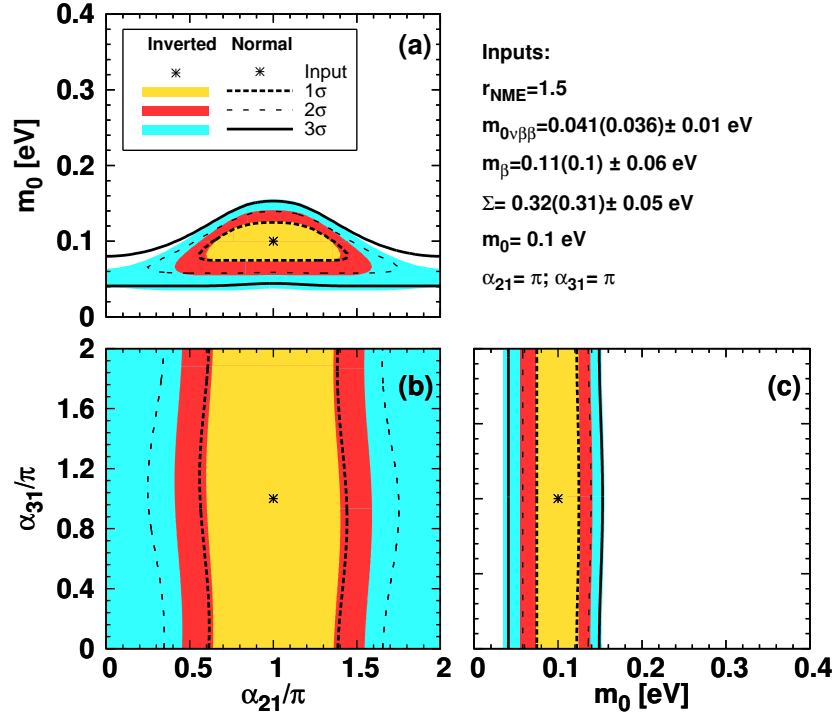 0.4
0.3
0.2
0.1
0
m0 [eV]
(a)
Inverted Normal
Input
1σ
2σ
3σ
Inputs:
rNME=1.5
m0νββ=0.041(0.036)± 0.01 eV
mβ=0.11(0.1) ± 0.06 eV
Σ= 0.32(0.31)± 0.05 eV
m0= 0.1 eV
α21= π; α31= π
2
1.6
1.2
0.8
0.4
0
α31/π
(b)
0 0.5 1 1.5 2
α21/π
(c)
0 0.1 0.2 0.3 0.4
m0 [eV]